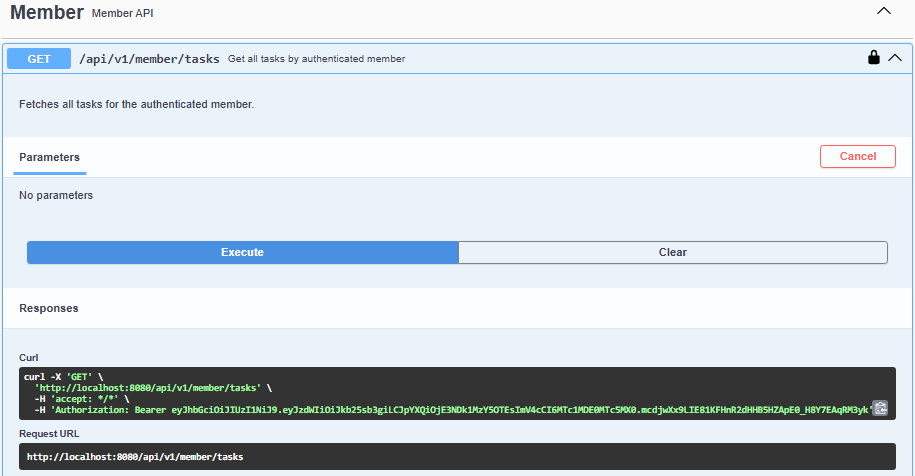 Member Member API
GET /api/v1/member/tasks Get all tasks by authenticated member
Fetches all tasks for the authenticated member.
Parameters
Cancel
No parameters
Execute
Clear
Responses
Curl
curl -X 'GET' \
'http://localhost:8080/api/v1/member/tasks' \
-H 'accept: */*' \
-H 'Authorization: Bearer eyJhbGciOiJIUzI1NiJ9.eyJzdWIiOiJkb25sb3giLCJpYXQiOjE3NDk1MzY5OTEsImV4cCI6MTc1MDE0MTc5MX0.mcdjwXx9LIE81KFHnR2dHHB5HZApE0_H8Y7EAqRM3yk'
Request URL
http://localhost:8080/api/v1/member/tasks